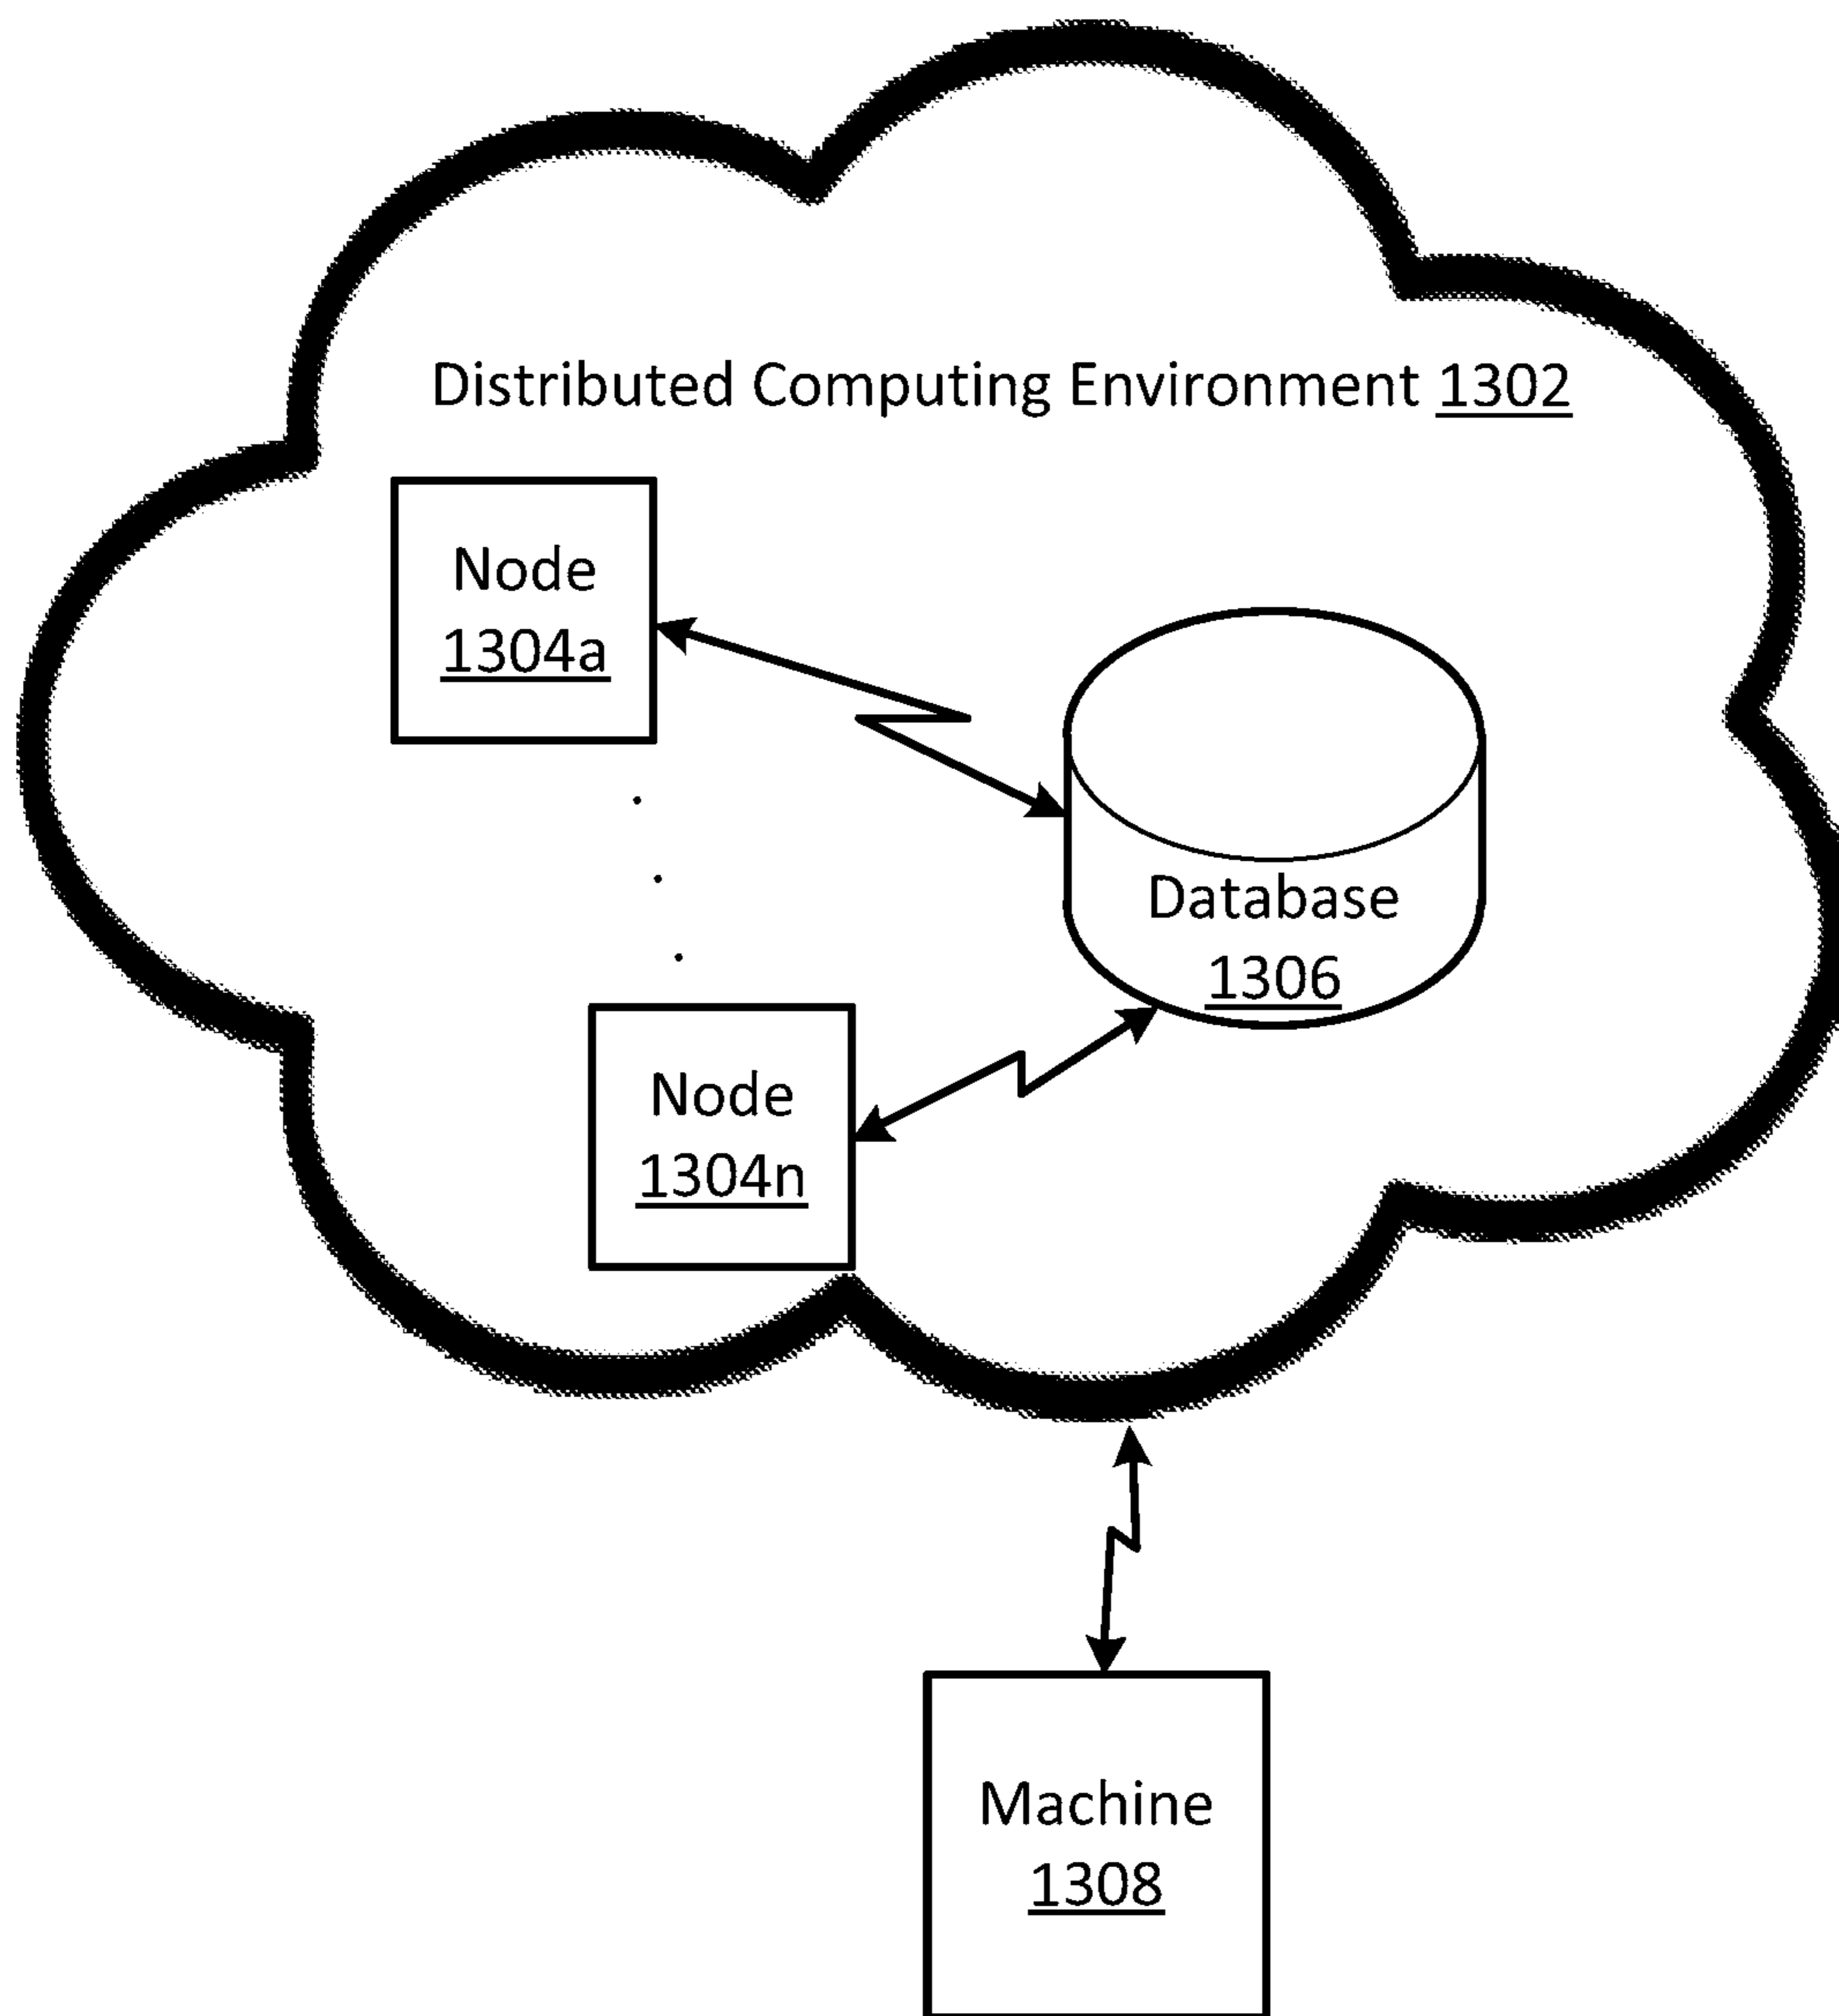 Distributed Computing Environment 1302
Node
1304a
Database
1306
Node
1304n
Machine
1308